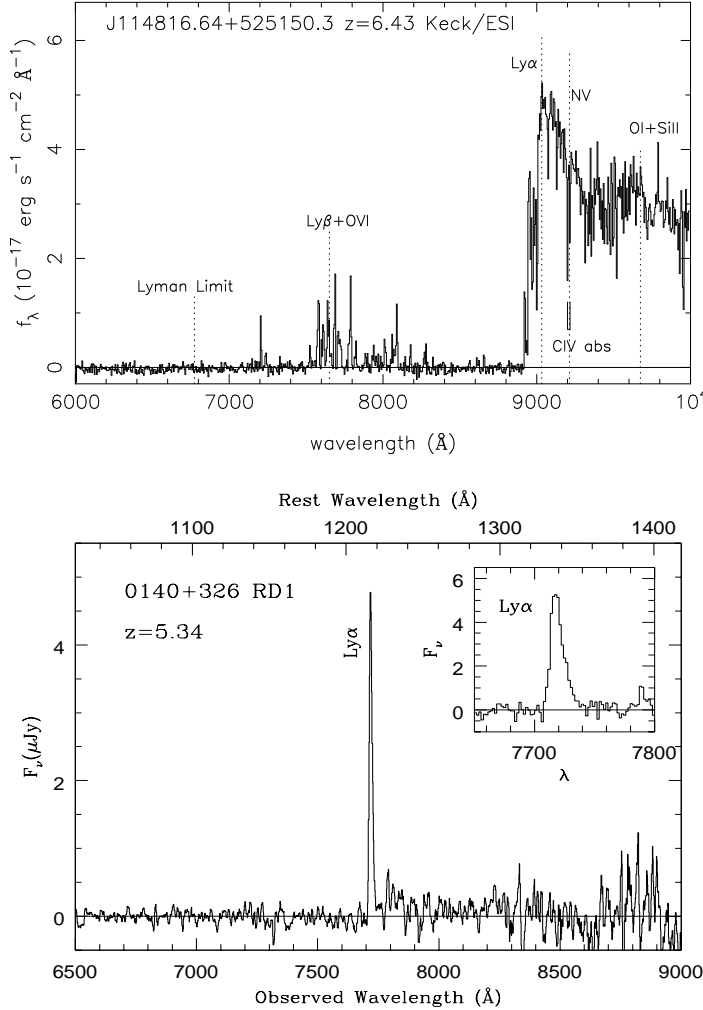 J114816.64+525150.3 z=6.43 Keck/ESI
6
4
2
0
f_λ (10⁻¹⁷ erg s⁻¹ cm⁻² Å⁻¹)
Lyα
NV
OI+SiII
Lyβ+OVI
Lyman Limit
CIV abs
6000 7000 8000 9000
wavelength (Å)
Rest Wavelength (Å)
1100 1200 1300 1400
0140+326 RD1
z=5.34
4
2
0
F_ν(μJy)
Lyα
Lyα
6
4
2
0
F_ν
7700 7800
λ
6500 7000 7500 8000 8500 9000
Observed Wavelength (Å)